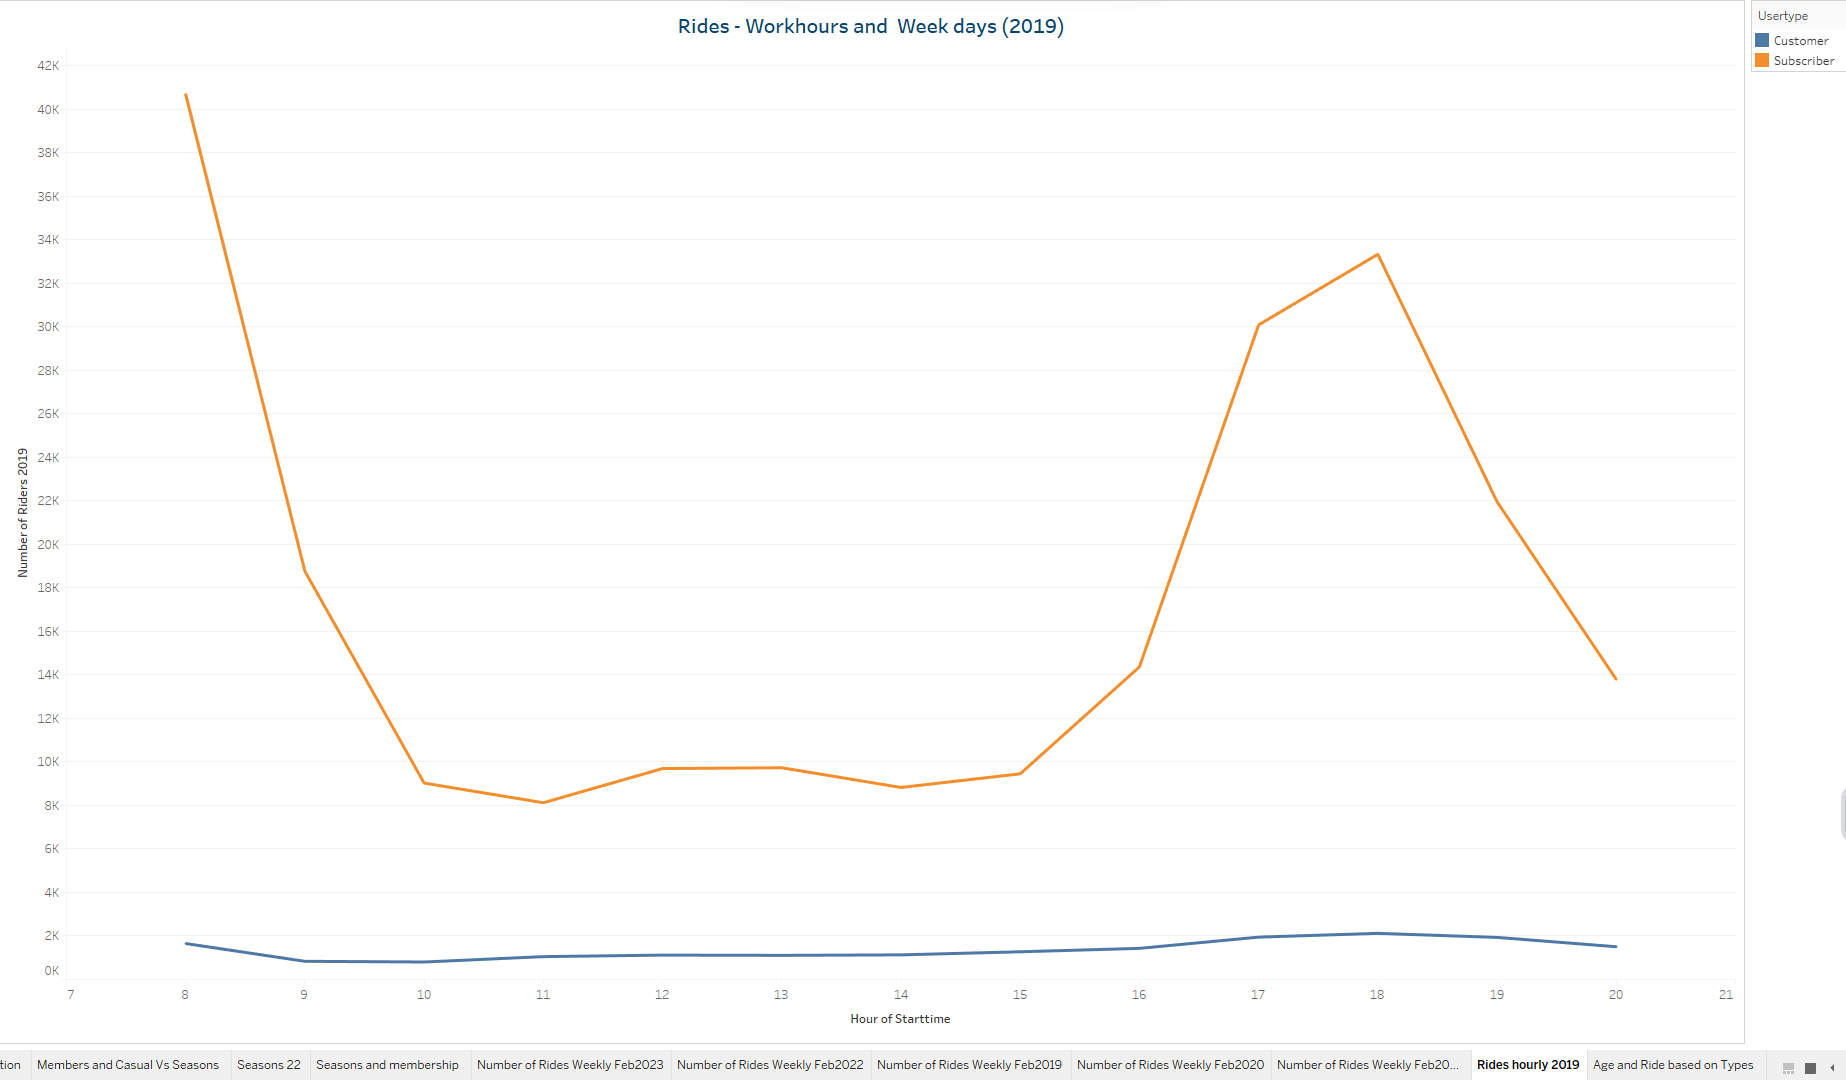 Rides - Workhours and  Week days (2019)
Usertype
Customer
Subscriber
42K
40K
38K
36K
34K
32K
30K
28K
26K
24K
22K
20K
18K
16K
14K
12K
10K
8K
6K
4K
2K
0K
Number of Riders 2019
7 8 9 10 11 12 13 14 15 16 17 18 19 20 21
Hour of Starttime
tion Members and Casual Vs Seasons Seasons 22 Seasons and membership Number of Rides Weekly Feb2023 Number of Rides Weekly Feb2022 Number of Rides Weekly Feb2019 Number of Rides Weekly Feb2020 Number of Rides Weekly Feb20... Rides hourly 2019 Age and Ride based on Types